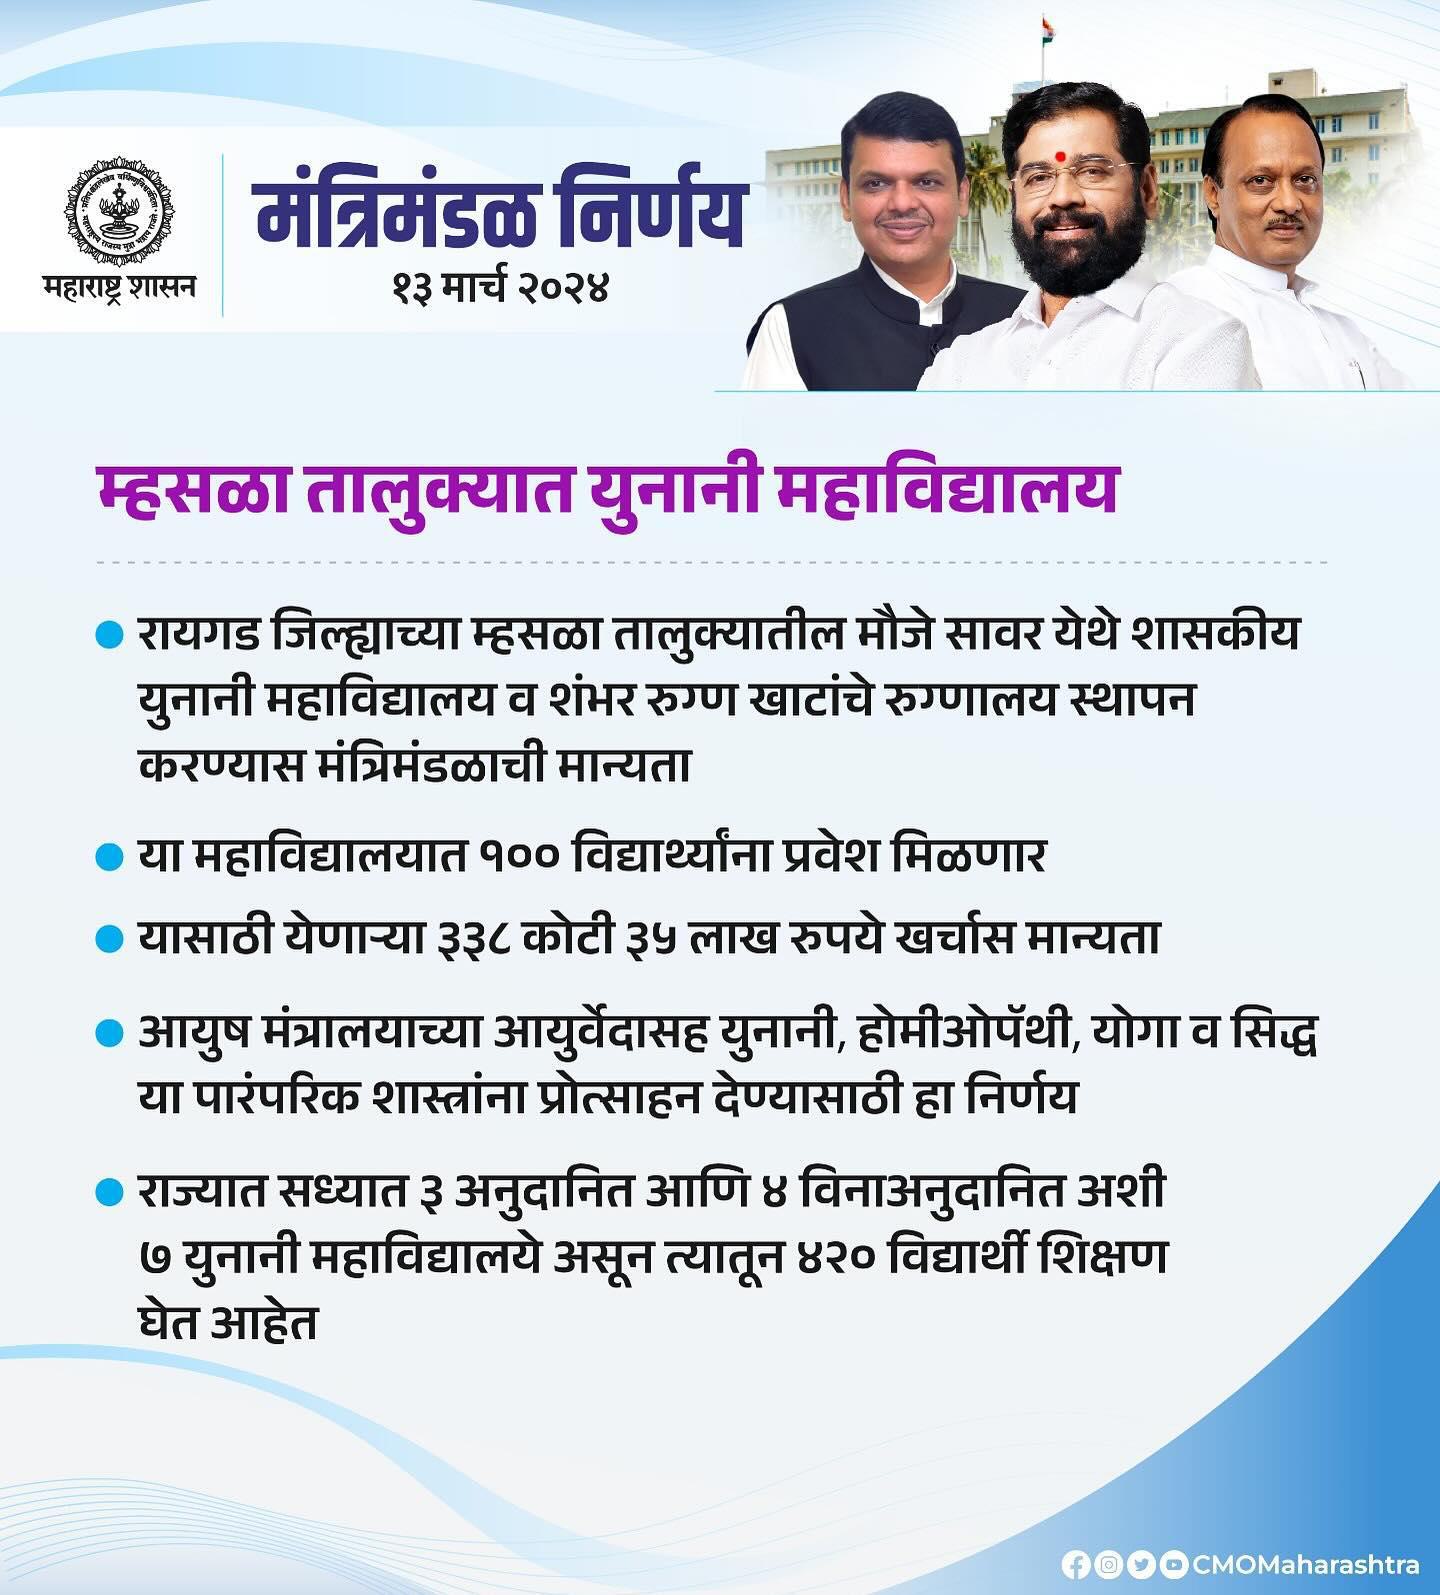 महाराष्ट्र शासन
मंत्रिमंडळ निर्णय
१३ मार्च २०२४
म्हसळा तालुक्यात युनानी महाविद्यालय
रायगड जिल्ह्याच्या म्हसळा तालुक्यातील मौजे सावर येथे शासकीय
युनानी महाविद्यालय व शंभर रुग्ण खाटांचे रुग्णालय स्थापन
करण्यास मंत्रिमंडळाची मान्यता
या महाविद्यालयात १०० विद्यार्थ्यांना प्रवेश मिळणार
यासाठी येणाऱ्या ३३८ कोटी ३५ लाख रुपये खर्चास मान्यता
आयुष मंत्रालयाच्या आयुर्वेदासह युनानी, होमीओपॅथी, योगा व सिद्ध
या पारंपरिक शास्त्रांना प्रोत्साहन देण्यासाठी हा निर्णय
राज्यात सध्यात ३ अनुदानित आणि ४ विनाअनुदानित अशी
७ युनानी महाविद्यालये असून त्यातून ४२० विद्यार्थी शिक्षण
घेत आहेत
CMOMaharashtra